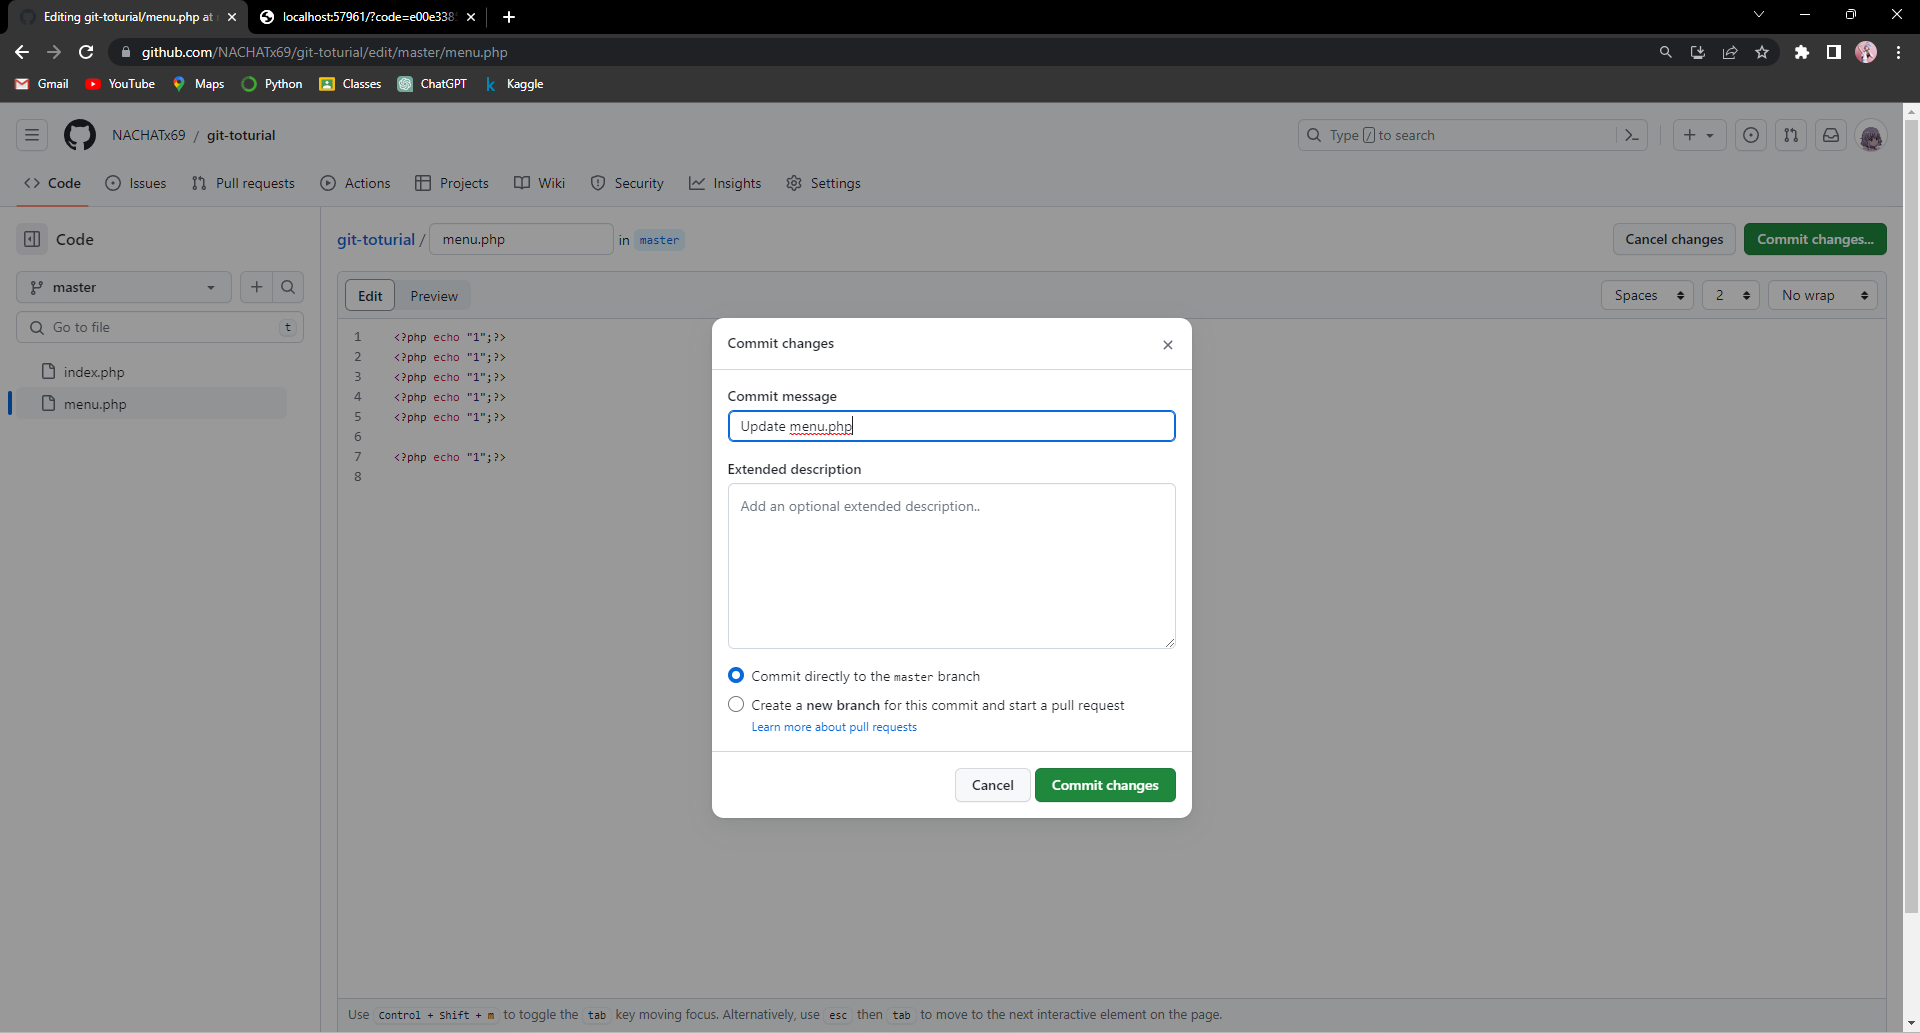 Editing git-toturial/menu.php at
localhost:57961/?code=e00e338
github.com/NACHATx69/git-toturial/edit/master/menu.php
Gmail YouTube Maps Python Classes ChatGPT Kaggle
NACHATx69 / git-toturial
Type / to search
Code Issues Pull requests Actions Projects Wiki Security Insights Settings
Code
git-toturial / menu.php in master
Cancel changes Commit changes...
master
Edit Preview
Spaces 2 No wrap
Go to file t
index.php
menu.php
1 <?php echo "1";?>
2 <?php echo "1";?>
3 <?php echo "1";?>
4 <?php echo "1";?>
5 <?php echo "1";?>
6
7 <?php echo "1";?>
8
Commit changes
Commit message
Update menu.php
Extended description
Add an optional extended description..
Commit directly to the master branch
Create a new branch for this commit and start a pull request
Learn more about pull requests
Cancel Commit changes
Use Control + Shift + m to toggle the tab key moving focus. Alternatively, use esc then tab to move to the next interactive element on the page.